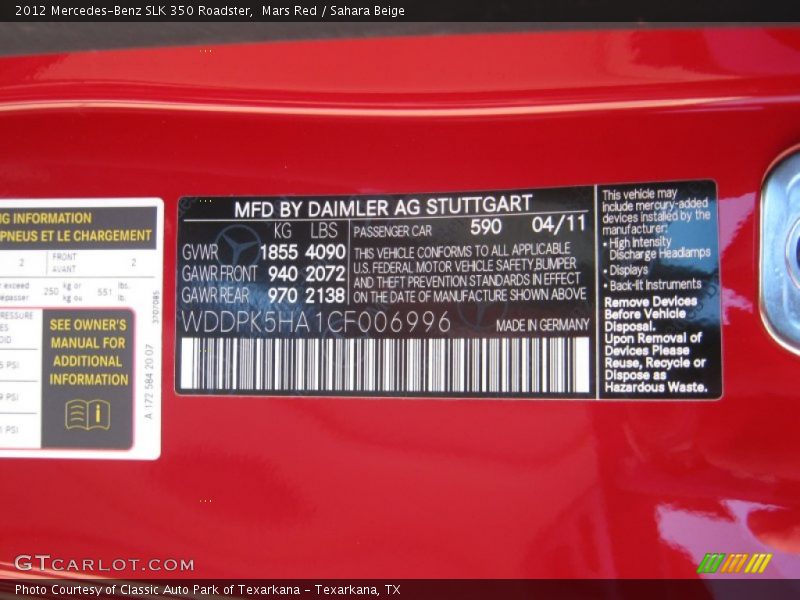 2012 Mercedes-Benz SLK 350 Roadster,  Mars Red / Sahara Beige
NG INFORMATION
PNEUS ET LE CHARGEMENT
2 FRONT AVANT 2
250 kg or kg ou 551 lbs. lb.
SEE OWNER'S
MANUAL FOR
ADDITIONAL
INFORMATION
i
A 172 584 20 07
MFD BY DAIMLER AG STUTTGART
KG LBS
GVWR 1855 4090
GAWR FRONT 940 2072
GAWR REAR 970 2138
PASSENGER CAR 590 04/11
THIS VEHICLE CONFORMS TO ALL APPLICABLE
U.S. FEDERAL MOTOR VEHICLE SAFETY,BUMPER
AND THEFT PREVENTION STANDARDS IN EFFECT
ON THE DATE OF MANUFACTURE SHOWN ABOVE
WDDPK5HA1CF006996 MADE IN GERMANY
This vehicle may
include mercury-added
devices installed by the
manufacturer:
• High Intensity
Discharge Headlamps
• Displays
• Back-lit Instruments
Remove Devices
Before Vehicle
Disposal.
Upon Removal of
Devices Please
Reuse, Recycle or
Dispose as
Hazardous Waste.
GTCARLOT.COM
Photo Courtesy of Classic Auto Park of Texarkana - Texarkana, TX